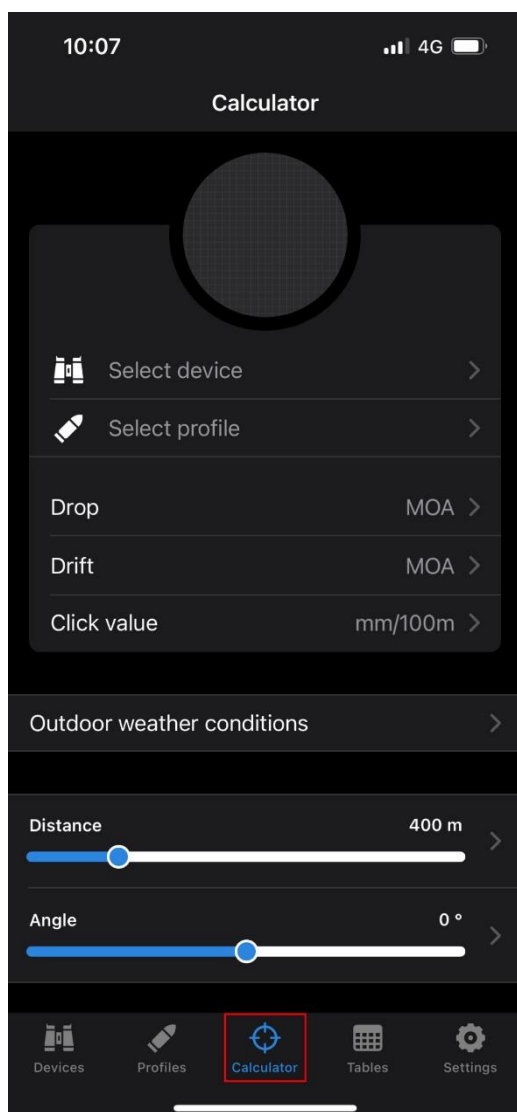 10:07 4G
Calculator
Select device
Select profile
Drop MOA
Drift MOA
Click value mm/100m
Outdoor weather conditions
Distance 400 m
Angle 0 °
Devices Profiles Calculator Tables Settings